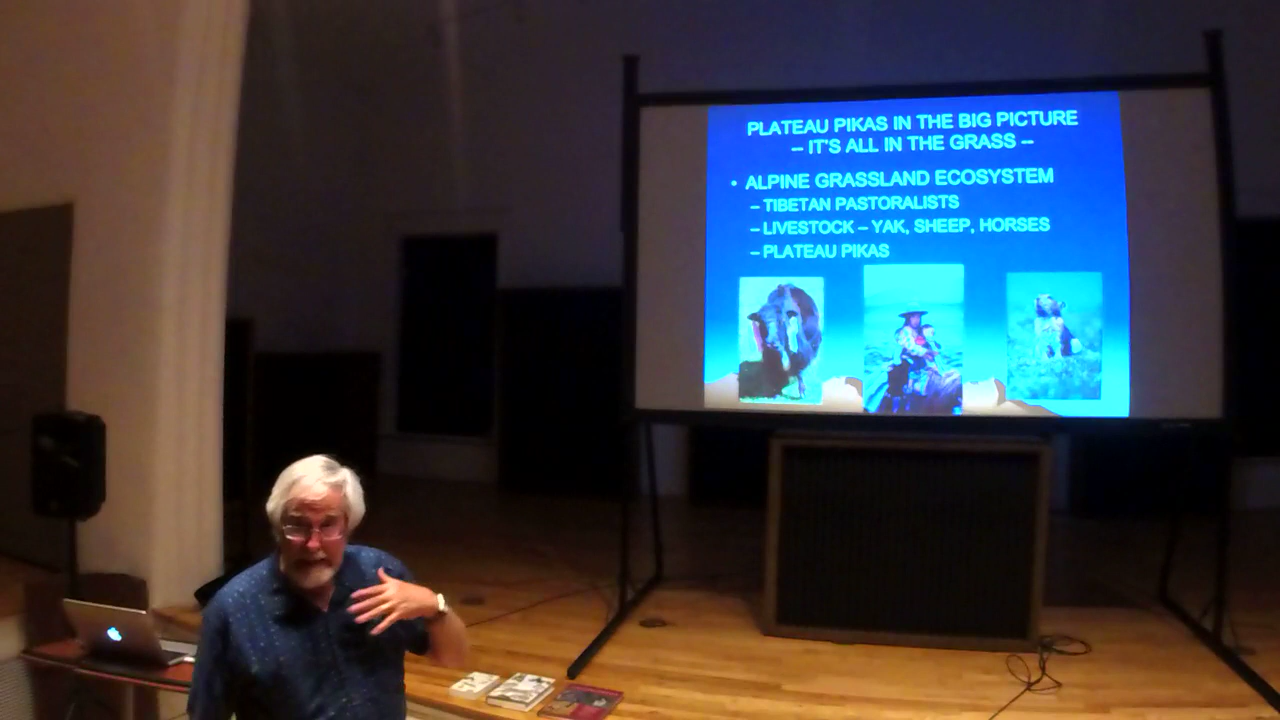 PLATEAU PIKAS IN THE BIG PICTURE
– IT'S ALL IN THE GRASS –
• ALPINE GRASSLAND ECOSYSTEM
– TIBETAN PASTORALISTS
– LIVESTOCK – YAK, SHEEP, HORSES
– PLATEAU PIKAS